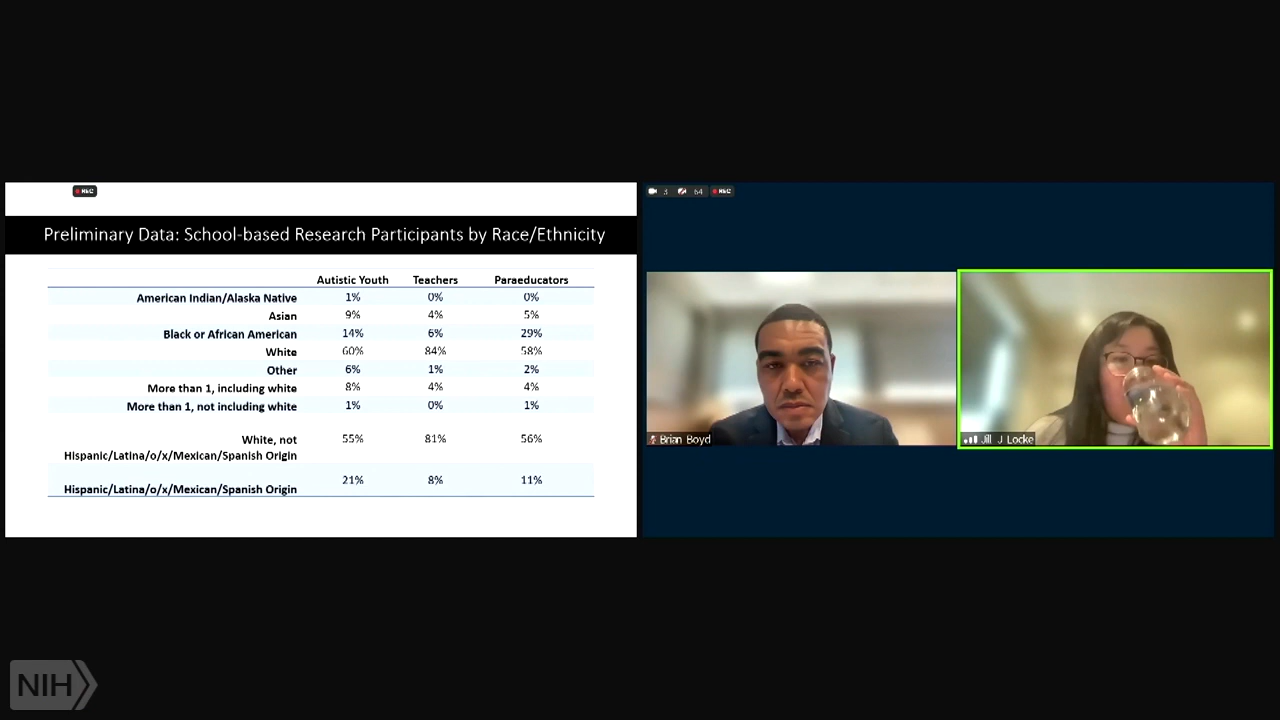 REC
Preliminary Data: School-based Research Participants by Race/Ethnicity
Autistic Youth Teachers Paraeducators
American Indian/Alaska Native 1% 0% 0%
Asian 9% 4% 5%
Black or African American 14% 6% 29%
White 60% 84% 58%
Other 6% 1% 2%
More than 1, including white 8% 4% 4%
More than 1, not including white 1% 0% 1%
White, not 55% 81% 56%
Hispanic/Latina/o/x/Mexican/Spanish Origin
21% 8% 11%
Hispanic/Latina/o/x/Mexican/Spanish Origin
3 64 REC
Brian Boyd
Jill J Locke
NIH